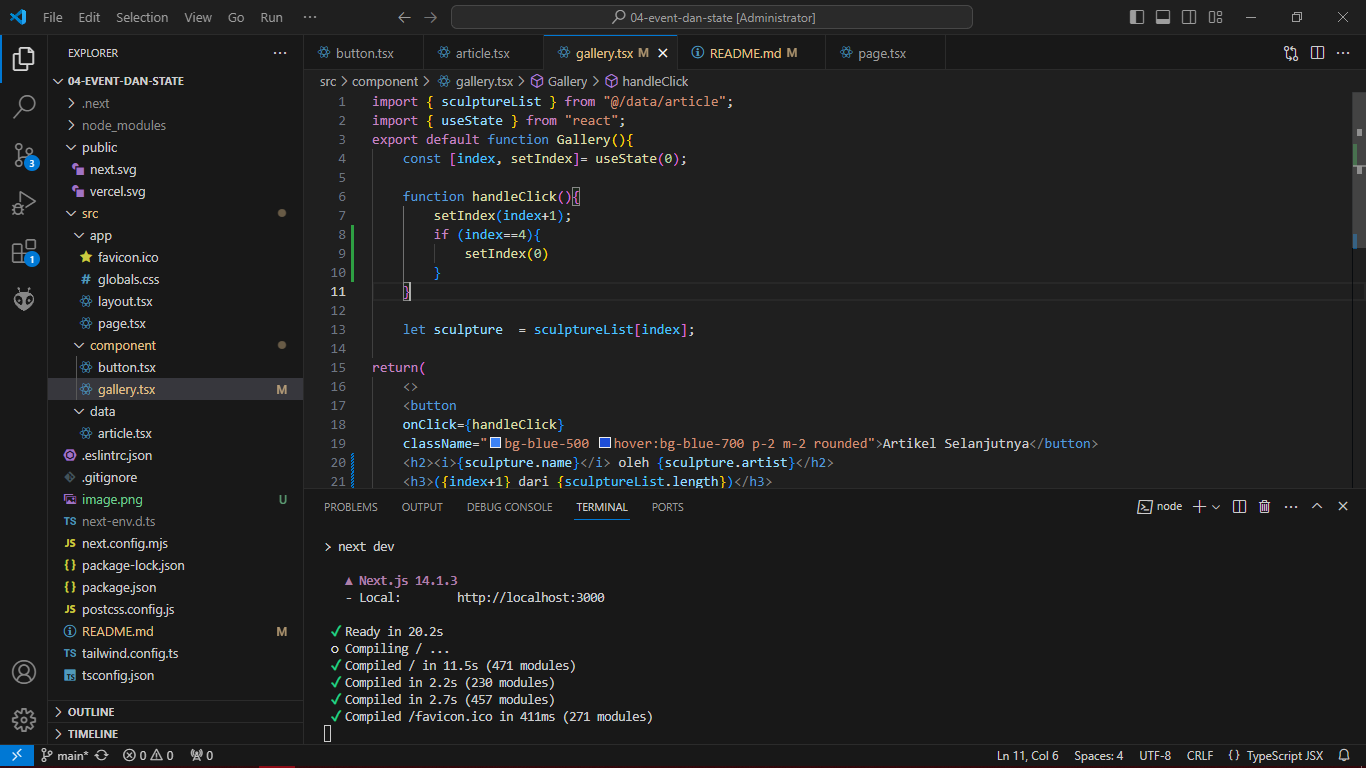 File Edit Selection View Go Run ··· 04-event-dan-state [Administrator]
EXPLORER ···
04-EVENT-DAN-STATE
.next
node_modules
public
next.svg
vercel.svg
src
app
favicon.ico
# globals.css
layout.tsx
page.tsx
component
button.tsx
gallery.tsx M
data
article.tsx
.eslintrc.json
.gitignore
image.png U
TS next-env.d.ts
JS next.config.mjs
{} package-lock.json
{} package.json
JS postcss.config.js
README.md M
TS tailwind.config.ts
TS tsconfig.json
OUTLINE
TIMELINE
3
1
button.tsx article.tsx gallery.tsx M README.md M page.tsx
src > component > gallery.tsx > Gallery > handleClick
1 import { sculptureList } from "@/data/article";
2 import { useState } from "react";
3 export default function Gallery(){
4 const [index, setIndex]= useState(0);
5
6 function handleClick(){
7 setIndex(index+1);
8 if (index==4){
9 setIndex(0)
10 }
11 }
12
13 let sculpture  = sculptureList[index];
14
15 return(
16 <>
17 <button
18 onClick={handleClick}
19 className="bg-blue-500 hover:bg-blue-700 p-2 m-2 rounded">Artikel Selanjutnya</button>
20 <h2><i>{sculpture.name}</i> oleh {sculpture.artist}</h2>
21 <h3>({index+1} dari {sculptureList.length})</h3>
PROBLEMS OUTPUT DEBUG CONSOLE TERMINAL PORTS node ···
> next dev
▲ Next.js 14.1.3
- Local: http://localhost:3000
✓ Ready in 20.2s
○ Compiling / ...
✓ Compiled / in 11.5s (471 modules)
✓ Compiled in 2.2s (230 modules)
✓ Compiled in 2.7s (457 modules)
✓ Compiled /favicon.ico in 411ms (271 modules)
main* 0 0 0 Ln 11, Col 6 Spaces: 4 UTF-8 CRLF {} TypeScript JSX